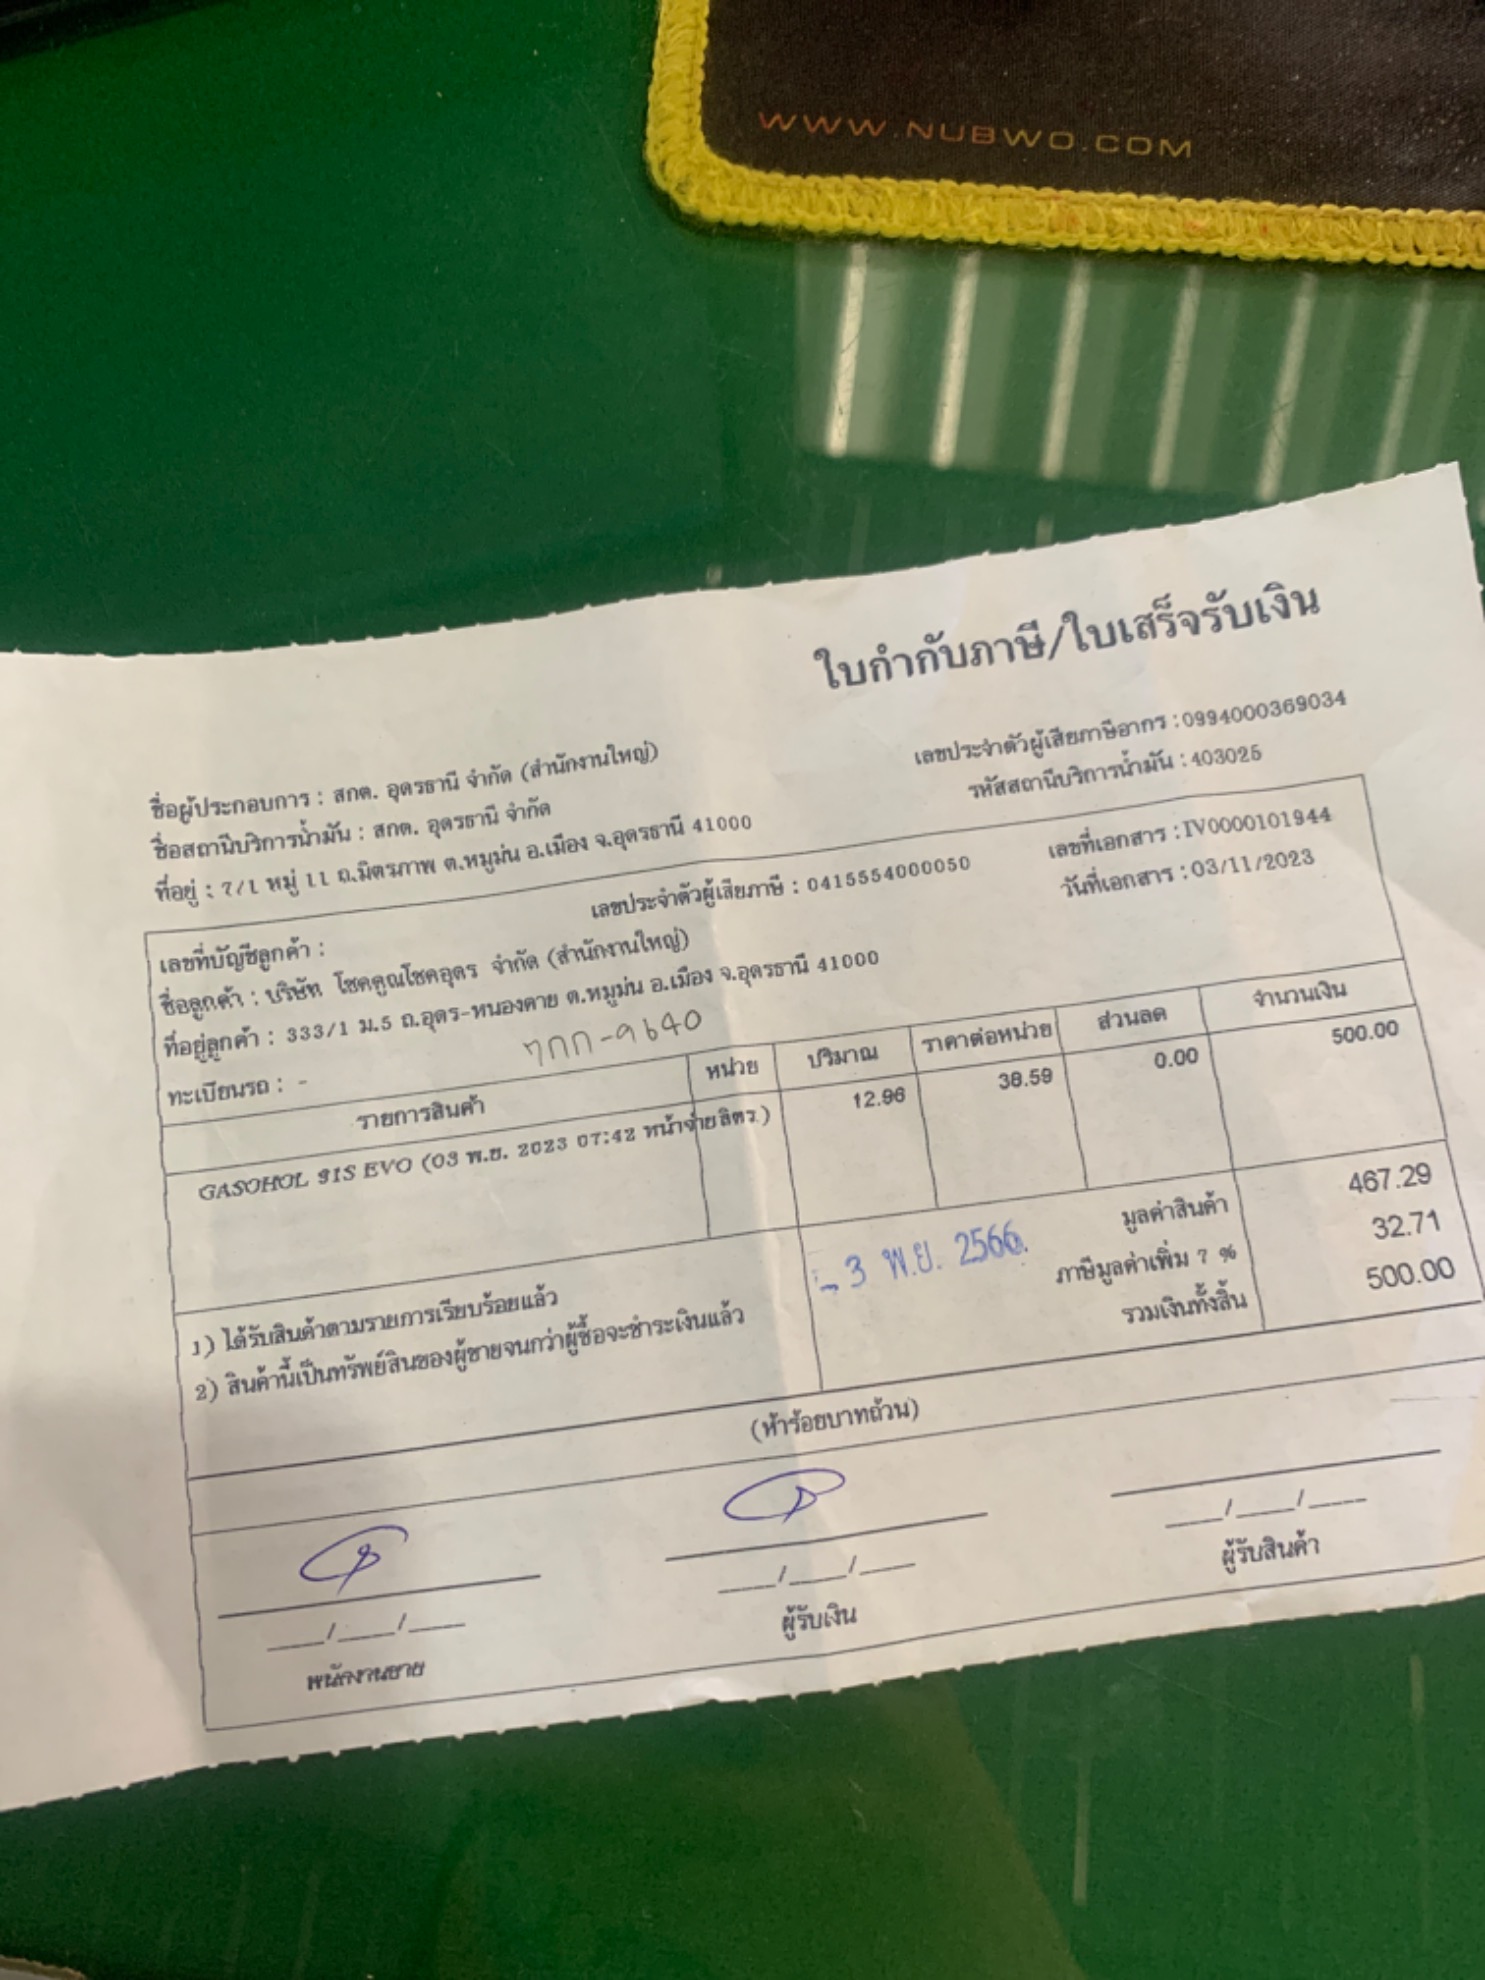 WWW.NUBWO.COM
ใบกำกับภาษี/ใบเสร็จรับเงิน
เลขประจำตัวผู้เสียภาษีอากร : 0994000369034
รหัสสถานีบริการน้ำมัน : 403025
ชื่อผู้ประกอบการ : สกต. อุดรธานี จำกัด (สำนักงานใหญ่)
ชื่อสถานีบริการน้ำมัน : สกต. อุดรธานี จำกัด
ที่อยู่ : 7/1 หมู่ 11 ถ.มิตรภาพ ต.หมูม่น อ.เมือง จ.อุดรธานี 41000
เลขที่บัญชีลูกค้า : เลขประจำตัวผู้เสียภาษี : 0415554000050 เลขที่เอกสาร : IV0000101944
ชื่อลูกค้า : บริษัท โชคคูณโชคอุดร จำกัด (สำนักงานใหญ่) วันที่เอกสาร : 03/11/2023
ที่อยู่ลูกค้า : 333/1 ม.5 ถ.อุดร-หนองคาย ต.หมูม่น อ.เมือง จ.อุดรธานี 41000
ทะเบียนรถ : - 7กก-9640
รายการสินค้า หน่วย ปริมาณ ราคาต่อหน่วย ส่วนลด จำนวนเงิน
GASOHOL 91S EVO (03 พ.ย. 2023 07:42 หน้าจ่ายลิตร) 12.96 38.59 0.00 500.00
- 3 พ.ย. 2566
มูลค่าสินค้า 467.29
ภาษีมูลค่าเพิ่ม 7 % 32.71
รวมเงินทั้งสิ้น 500.00
1) ได้รับสินค้าตามรายการเรียบร้อยแล้ว
2) สินค้านี้เป็นทรัพย์สินของผู้ขายจนกว่าผู้ซื้อจะชำระเงินแล้ว
(ห้าร้อยบาทถ้วน)
___/___/___ ___/___/___ ___/___/___
พนักงานขาย ผู้รับเงิน ผู้รับสินค้า